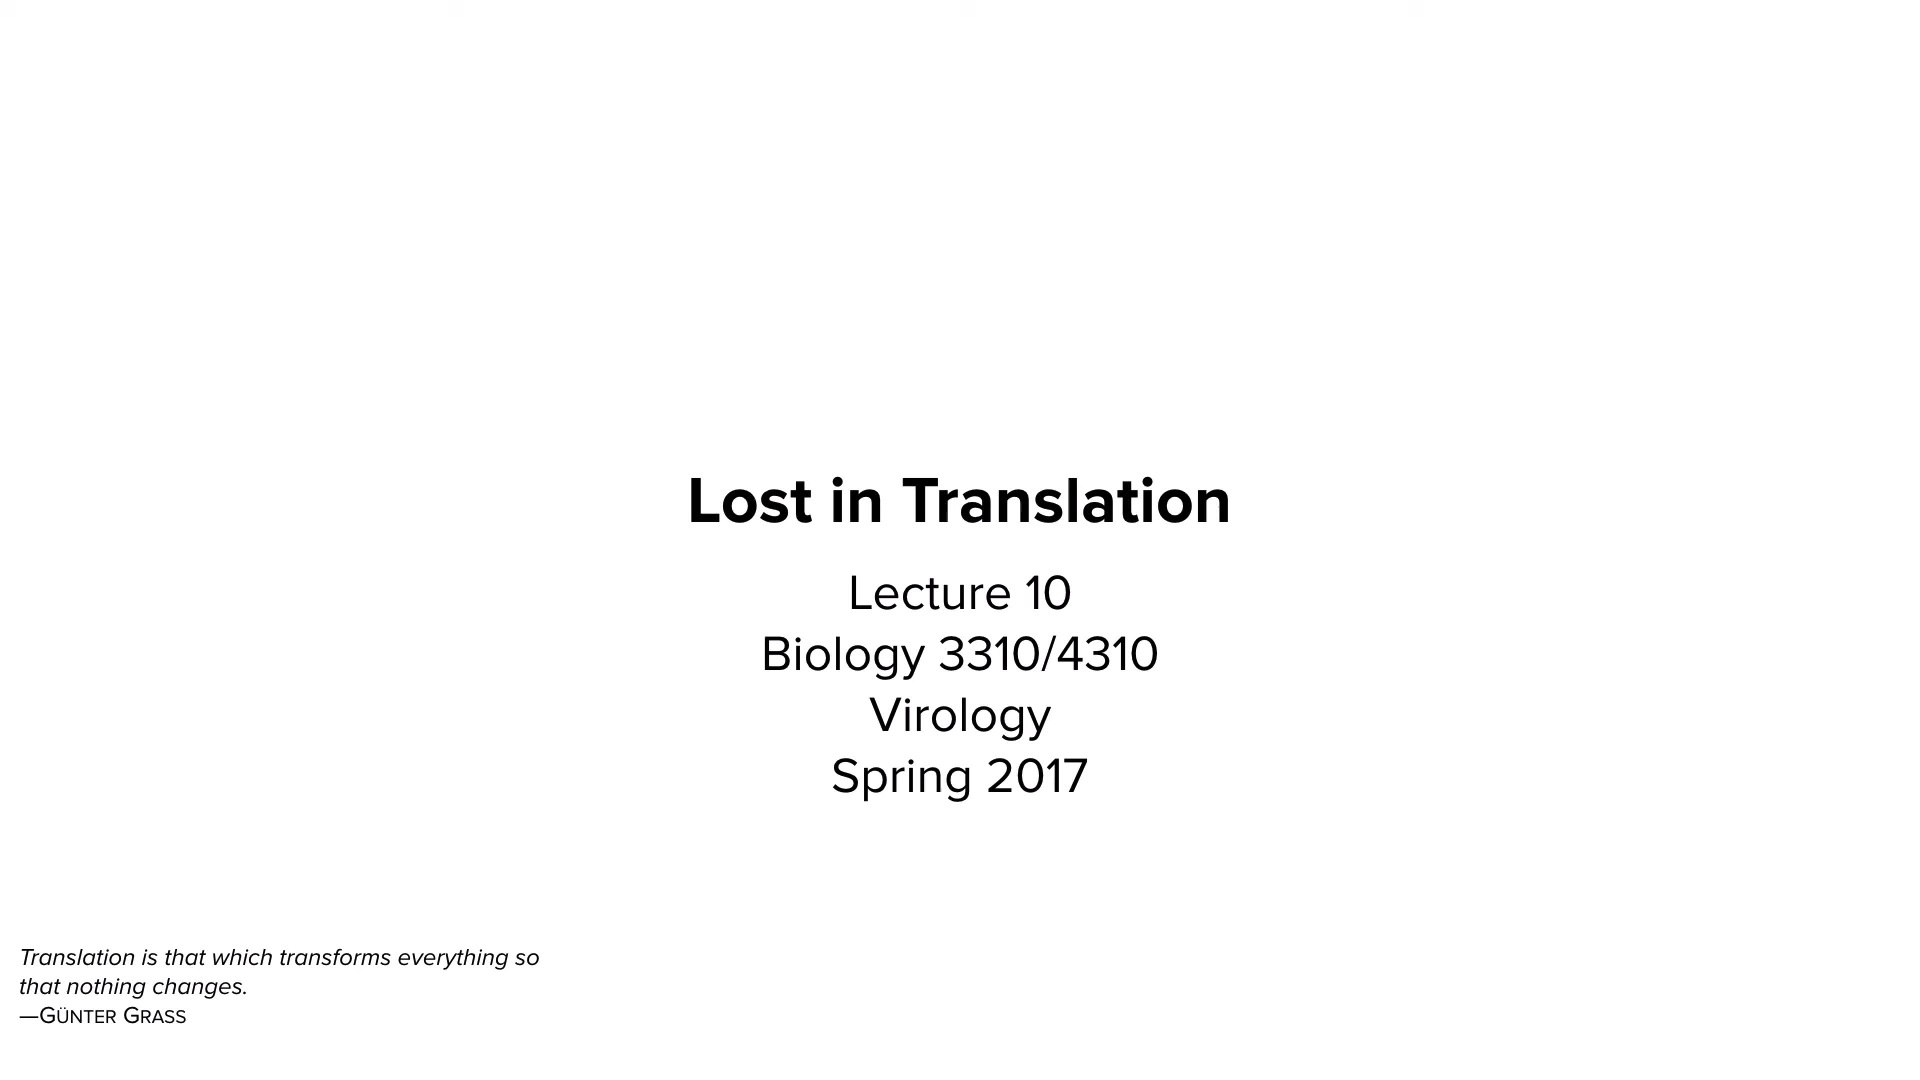 Lost in Translation
Lecture 10
Biology 3310/4310
Virology
Spring 2017
Translation is that which transforms everything so
that nothing changes.
—GÜNTER GRASS